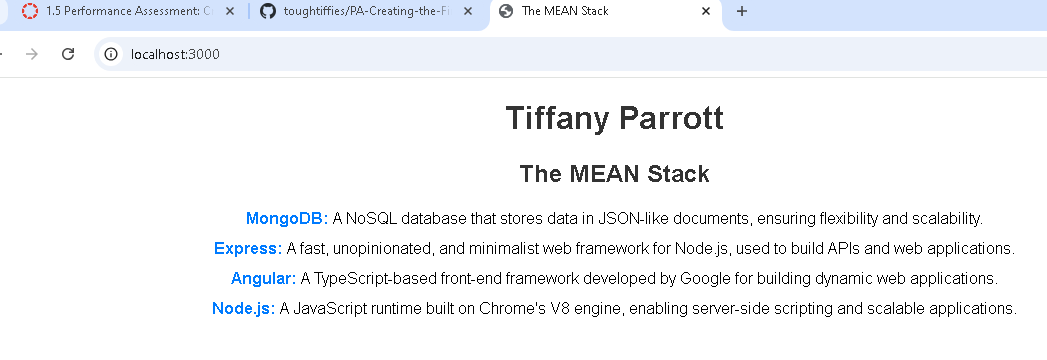 1.5 Performance Assessment: C
toughtiffies/PA-Creating-the-Fi
The MEAN Stack
localhost:3000
Tiffany Parrott
The MEAN Stack
MongoDB: A NoSQL database that stores data in JSON-like documents, ensuring flexibility and scalability.
Express: A fast, unopinionated, and minimalist web framework for Node.js, used to build APIs and web applications.
Angular: A TypeScript-based front-end framework developed by Google for building dynamic web applications.
Node.js: A JavaScript runtime built on Chrome's V8 engine, enabling server-side scripting and scalable applications.